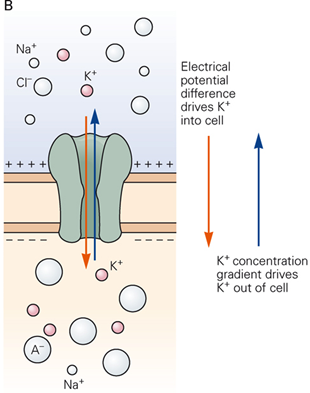 B
Na⁺
K⁺
Cl⁻
Electrical
potential
difference
drives K⁺
into cell
+ + + + + + + +
– – – – – – – – – –
K⁺
K⁺ concentration
gradient drives
K⁺ out of cell
A⁻
Na⁺